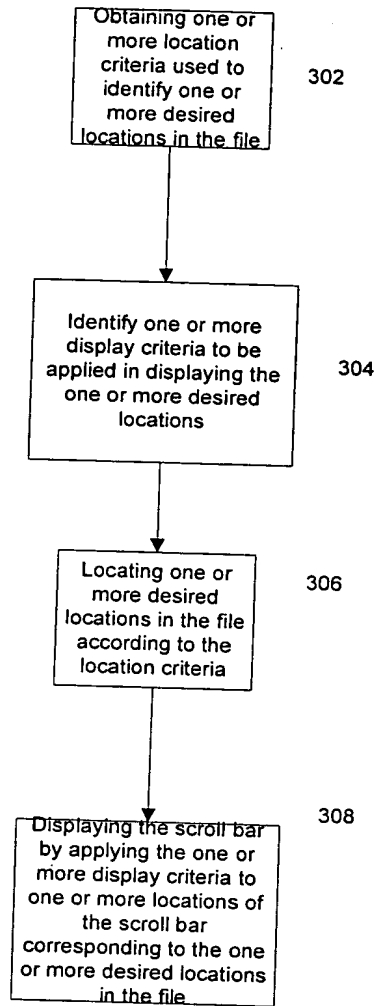 Obtaining one or
more location
criteria used to
identify one or
more desired
locations in the file
302
Identify one or more
display criteria to be
applied in displaying the
one or more desired
locations
304
Locating one or
more desired
locations in the file
according to the
location criteria
306
308
Displaying the scroll bar
by applying the one or
more display criteria to
one or more locations of
the scroll bar
corresponding to the one
or more desired locations
in the file